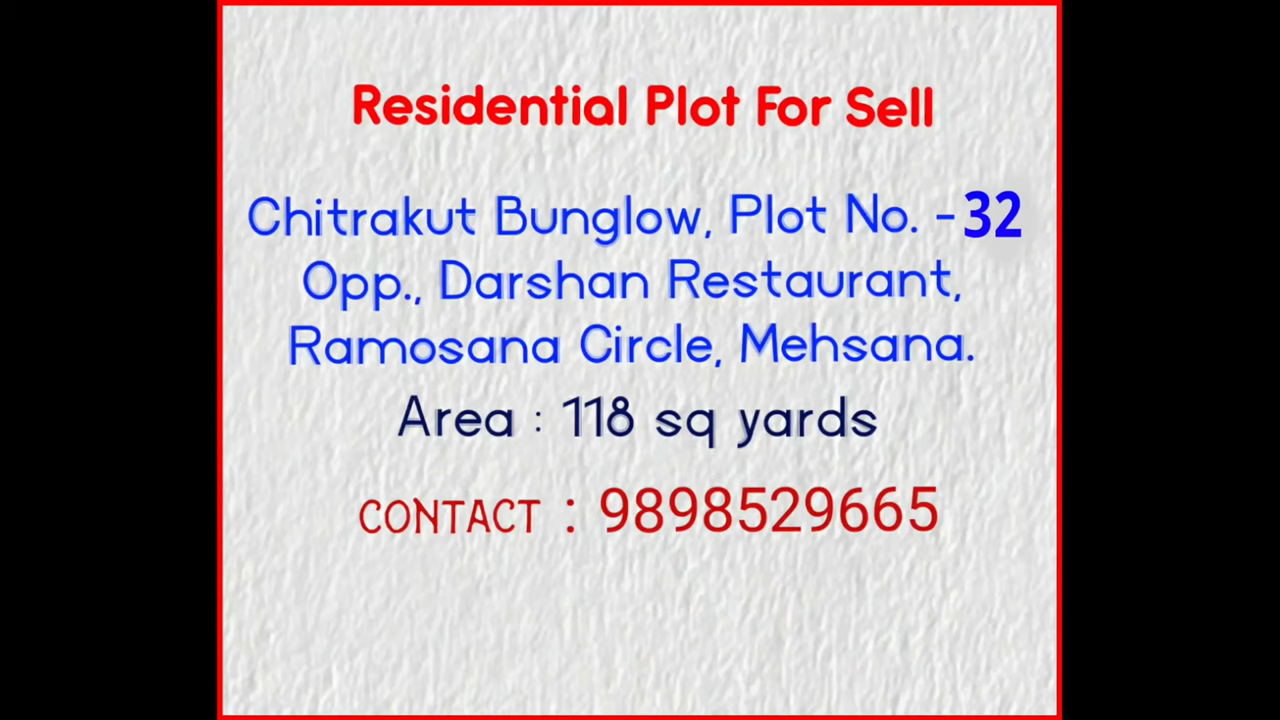 Residential Plot For Sell
Chitrakut Bunglow, Plot No. -32
Opp., Darshan Restaurant,
Ramosana Circle, Mehsana.
Area : 118 sq yards
CONTACT : 9898529665